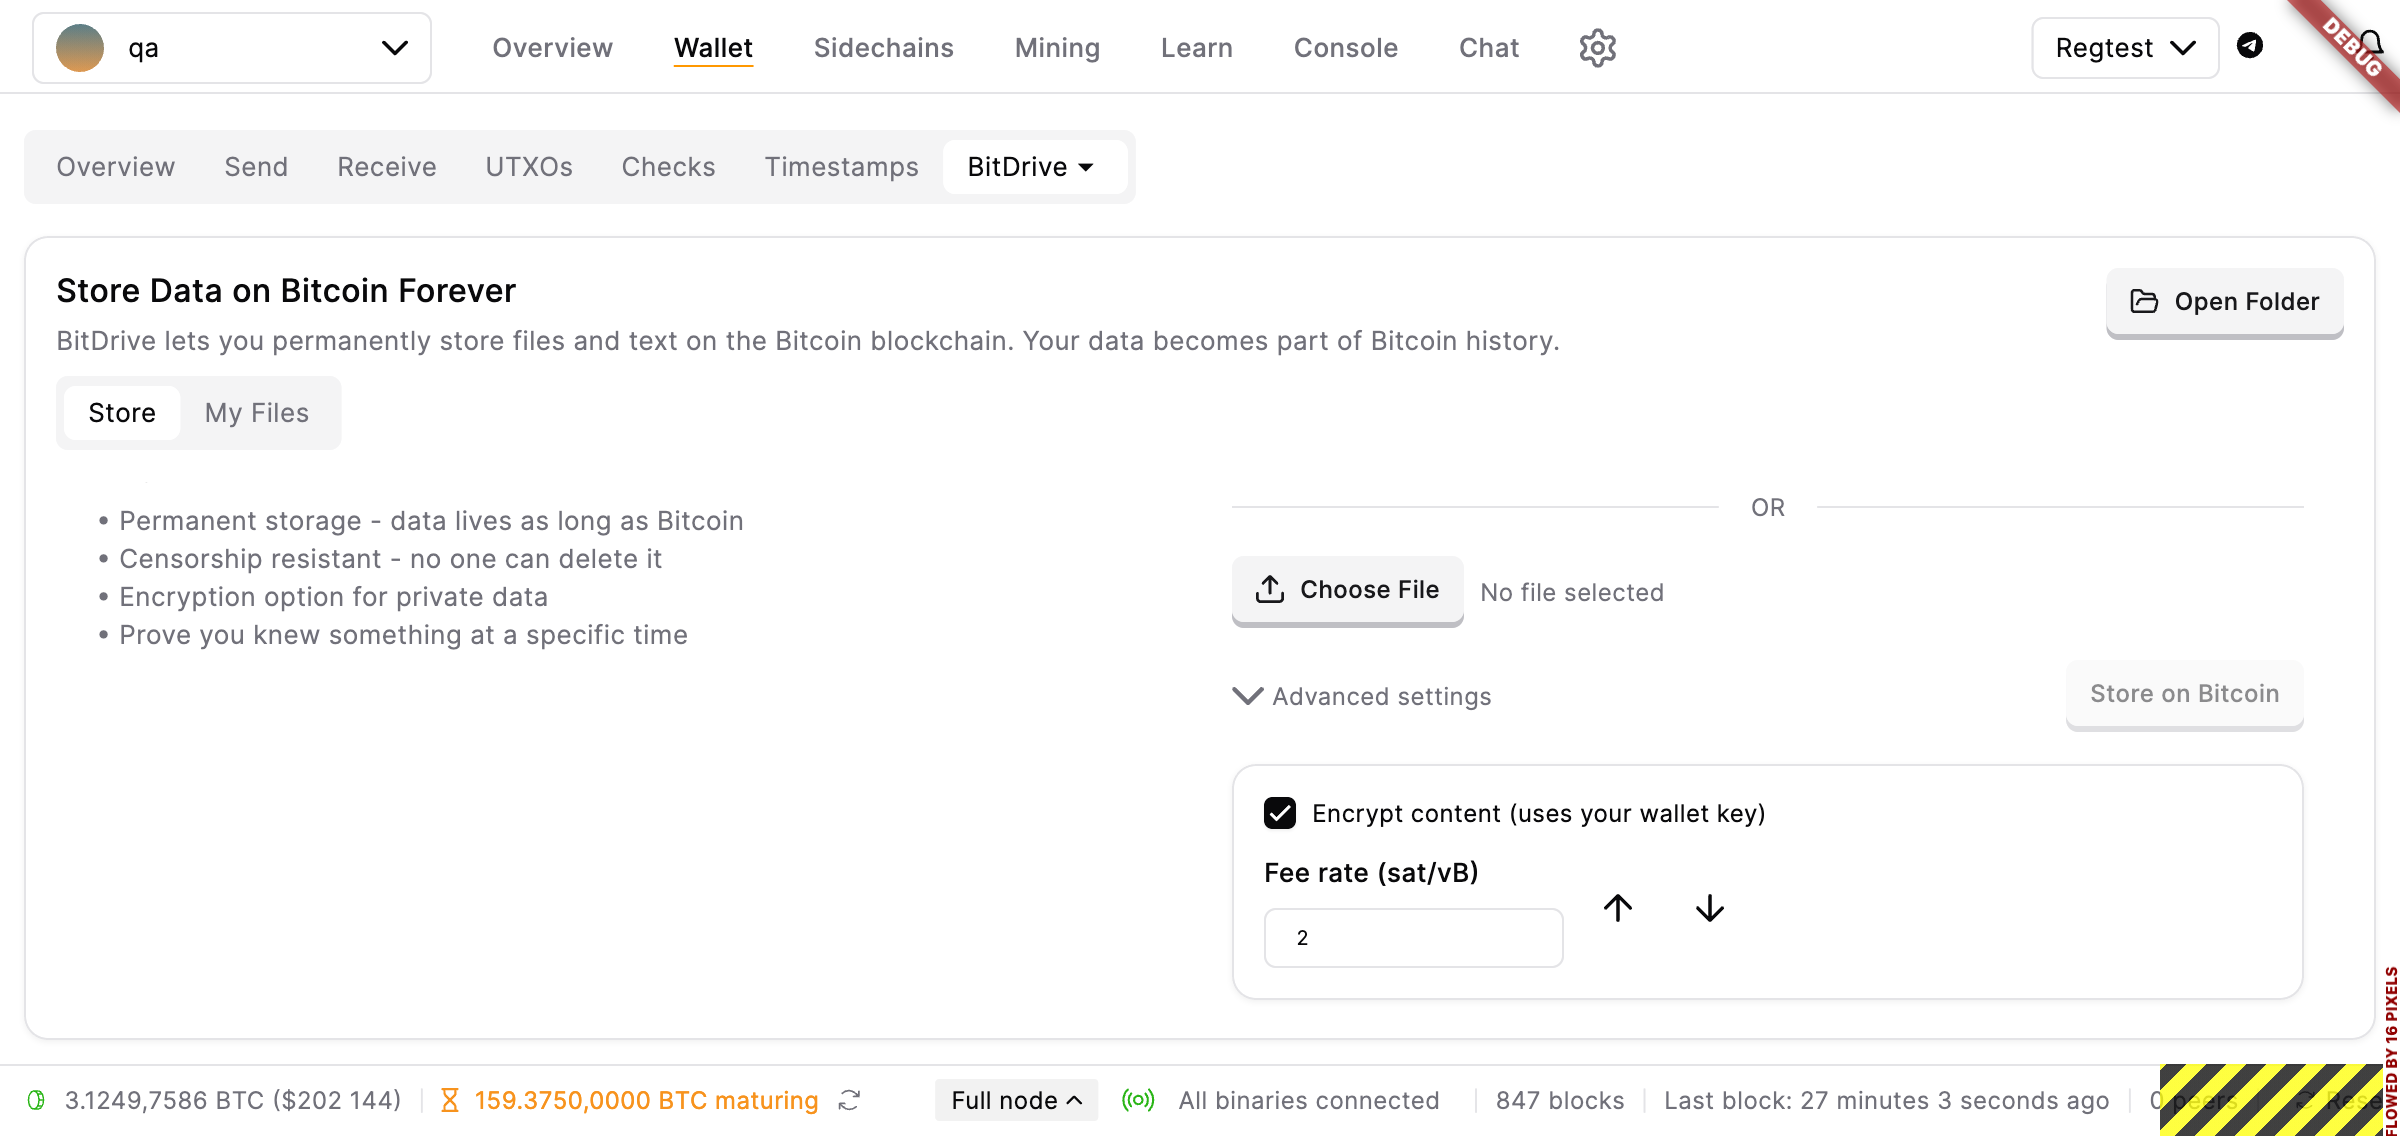 qa
Overview
Wallet
Sidechains
Mining
Learn
Console
Chat
Regtest
DEBUG
Overview
Send
Receive
UTXOs
Checks
Timestamps
BitDrive
Store Data on Bitcoin Forever
BitDrive lets you permanently store files and text on the Bitcoin blockchain. Your data becomes part of Bitcoin history.
Open Folder
Store
My Files
• Permanent storage - data lives as long as Bitcoin
• Censorship resistant - no one can delete it
• Encryption option for private data
• Prove you knew something at a specific time
OR
Choose File
No file selected
Advanced settings
Store on Bitcoin
Encrypt content (uses your wallet key)
Fee rate (sat/vB)
2
3.1249,7586 BTC ($202 144)
159.3750,0000 BTC maturing
Full node
All binaries connected
847 blocks
Last block: 27 minutes 3 seconds ago
0 peers
FLOWED BY 16 PIXELS